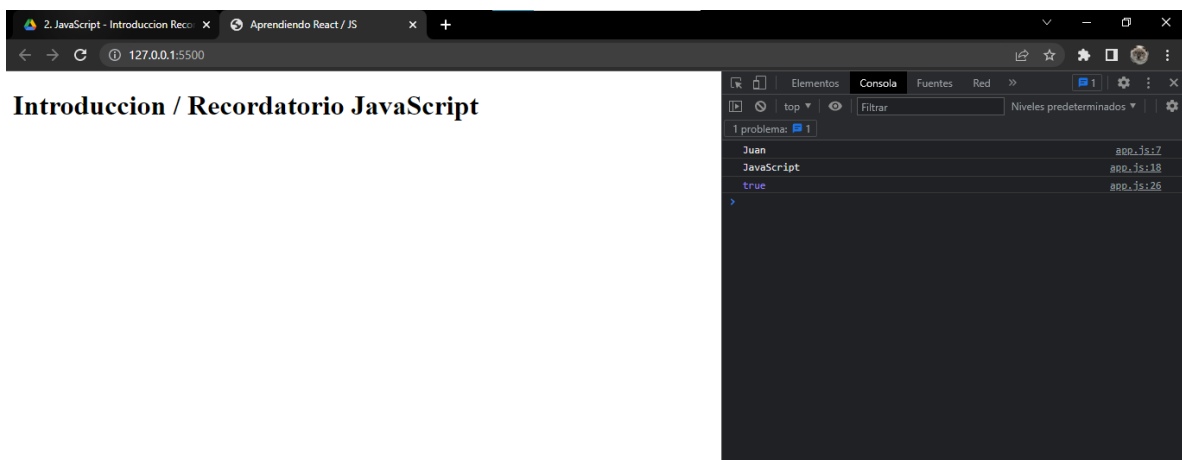 2. JavaScript - Introduccion Reco
Aprendiendo React / JS
127.0.0.1:5500
Introduccion / Recordatorio JavaScript
Elementos Consola Fuentes Red »
1
top ▼ Filtrar Niveles predeterminados ▼
1 problema: 1
Juan app.js:7
JavaScript app.js:18
true app.js:26
>